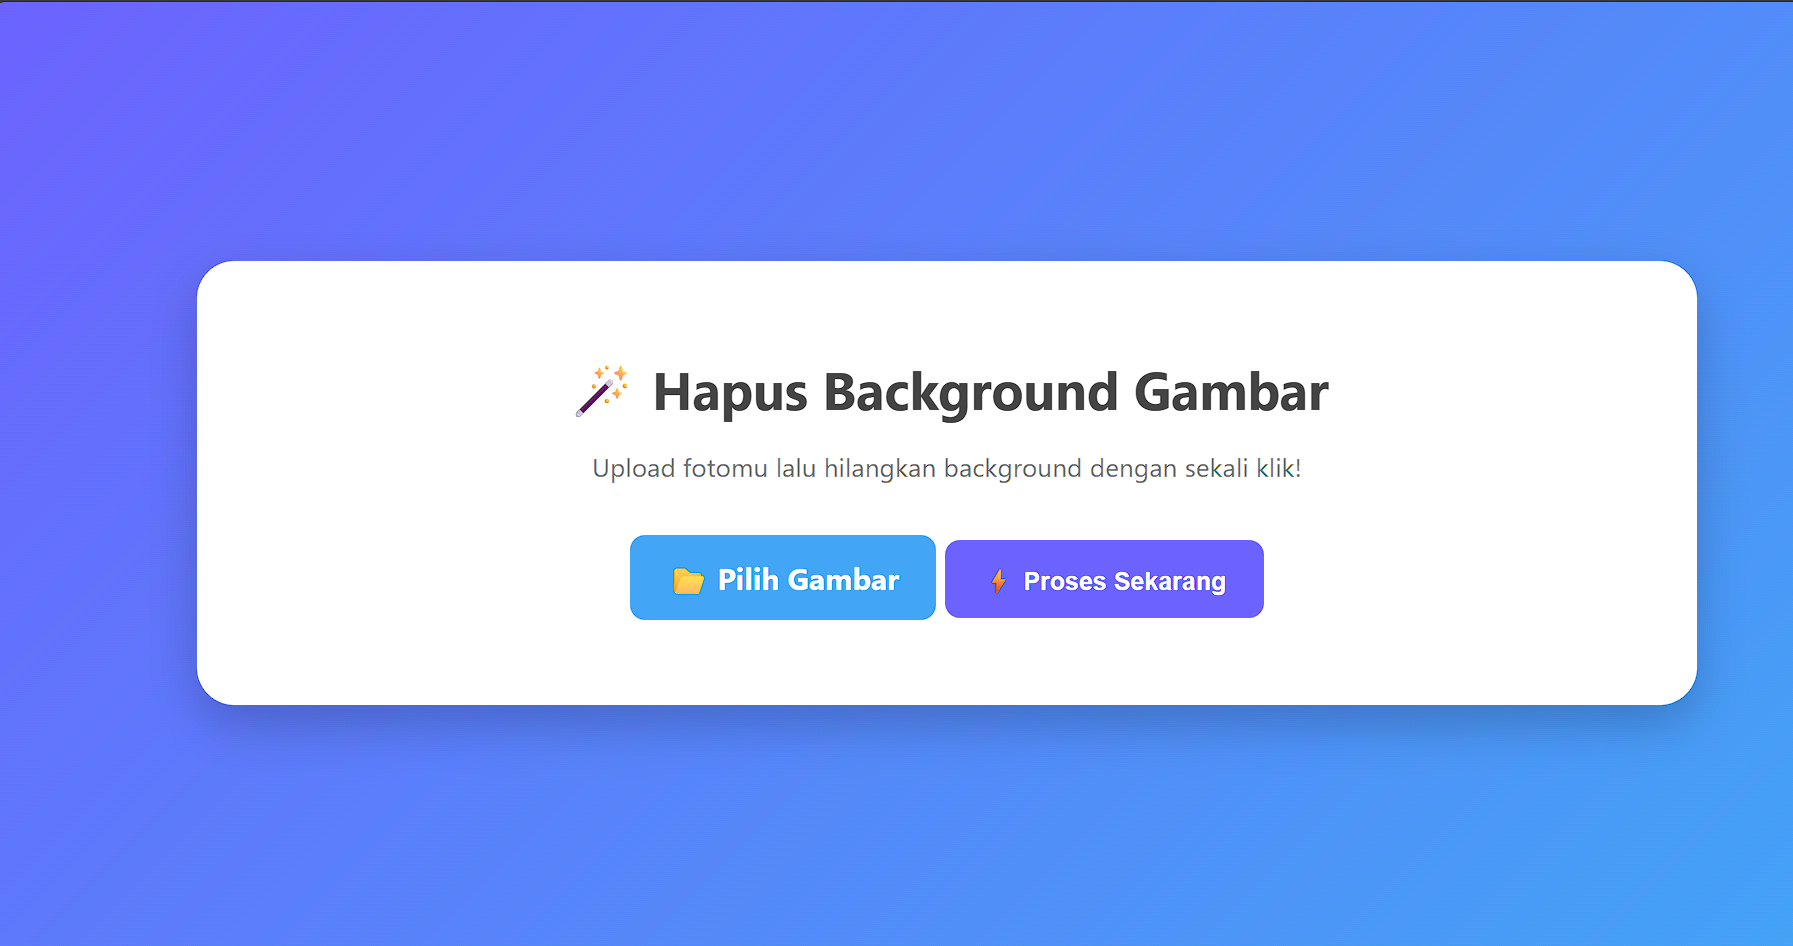 Hapus Background Gambar
Upload fotomu lalu hilangkan background dengan sekali klik!
Pilih Gambar
Proses Sekarang